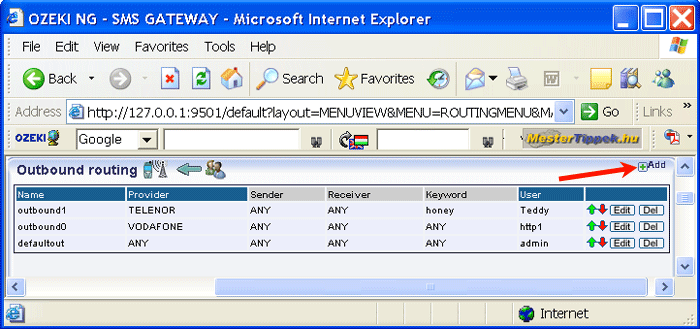 OZEKI NG - SMS GATEWAY - Microsoft Internet Explorer
File Edit View Favorites Tools Help
Back Search Favorites
Address http://127.0.0.1:9501/default?layout=MENUVIEW&MENU=ROUTINGMENU&M Go Links »
OZEKI Google MasterTippek.hu
Outbound routing Add
Name Provider Sender Receiver Keyword User
outbound1 TELENOR ANY ANY honey Teddy Edit Del
outbound0 VODAFONE ANY ANY ANY http1 Edit Del
defaultout ANY ANY ANY ANY admin Edit Del
Internet